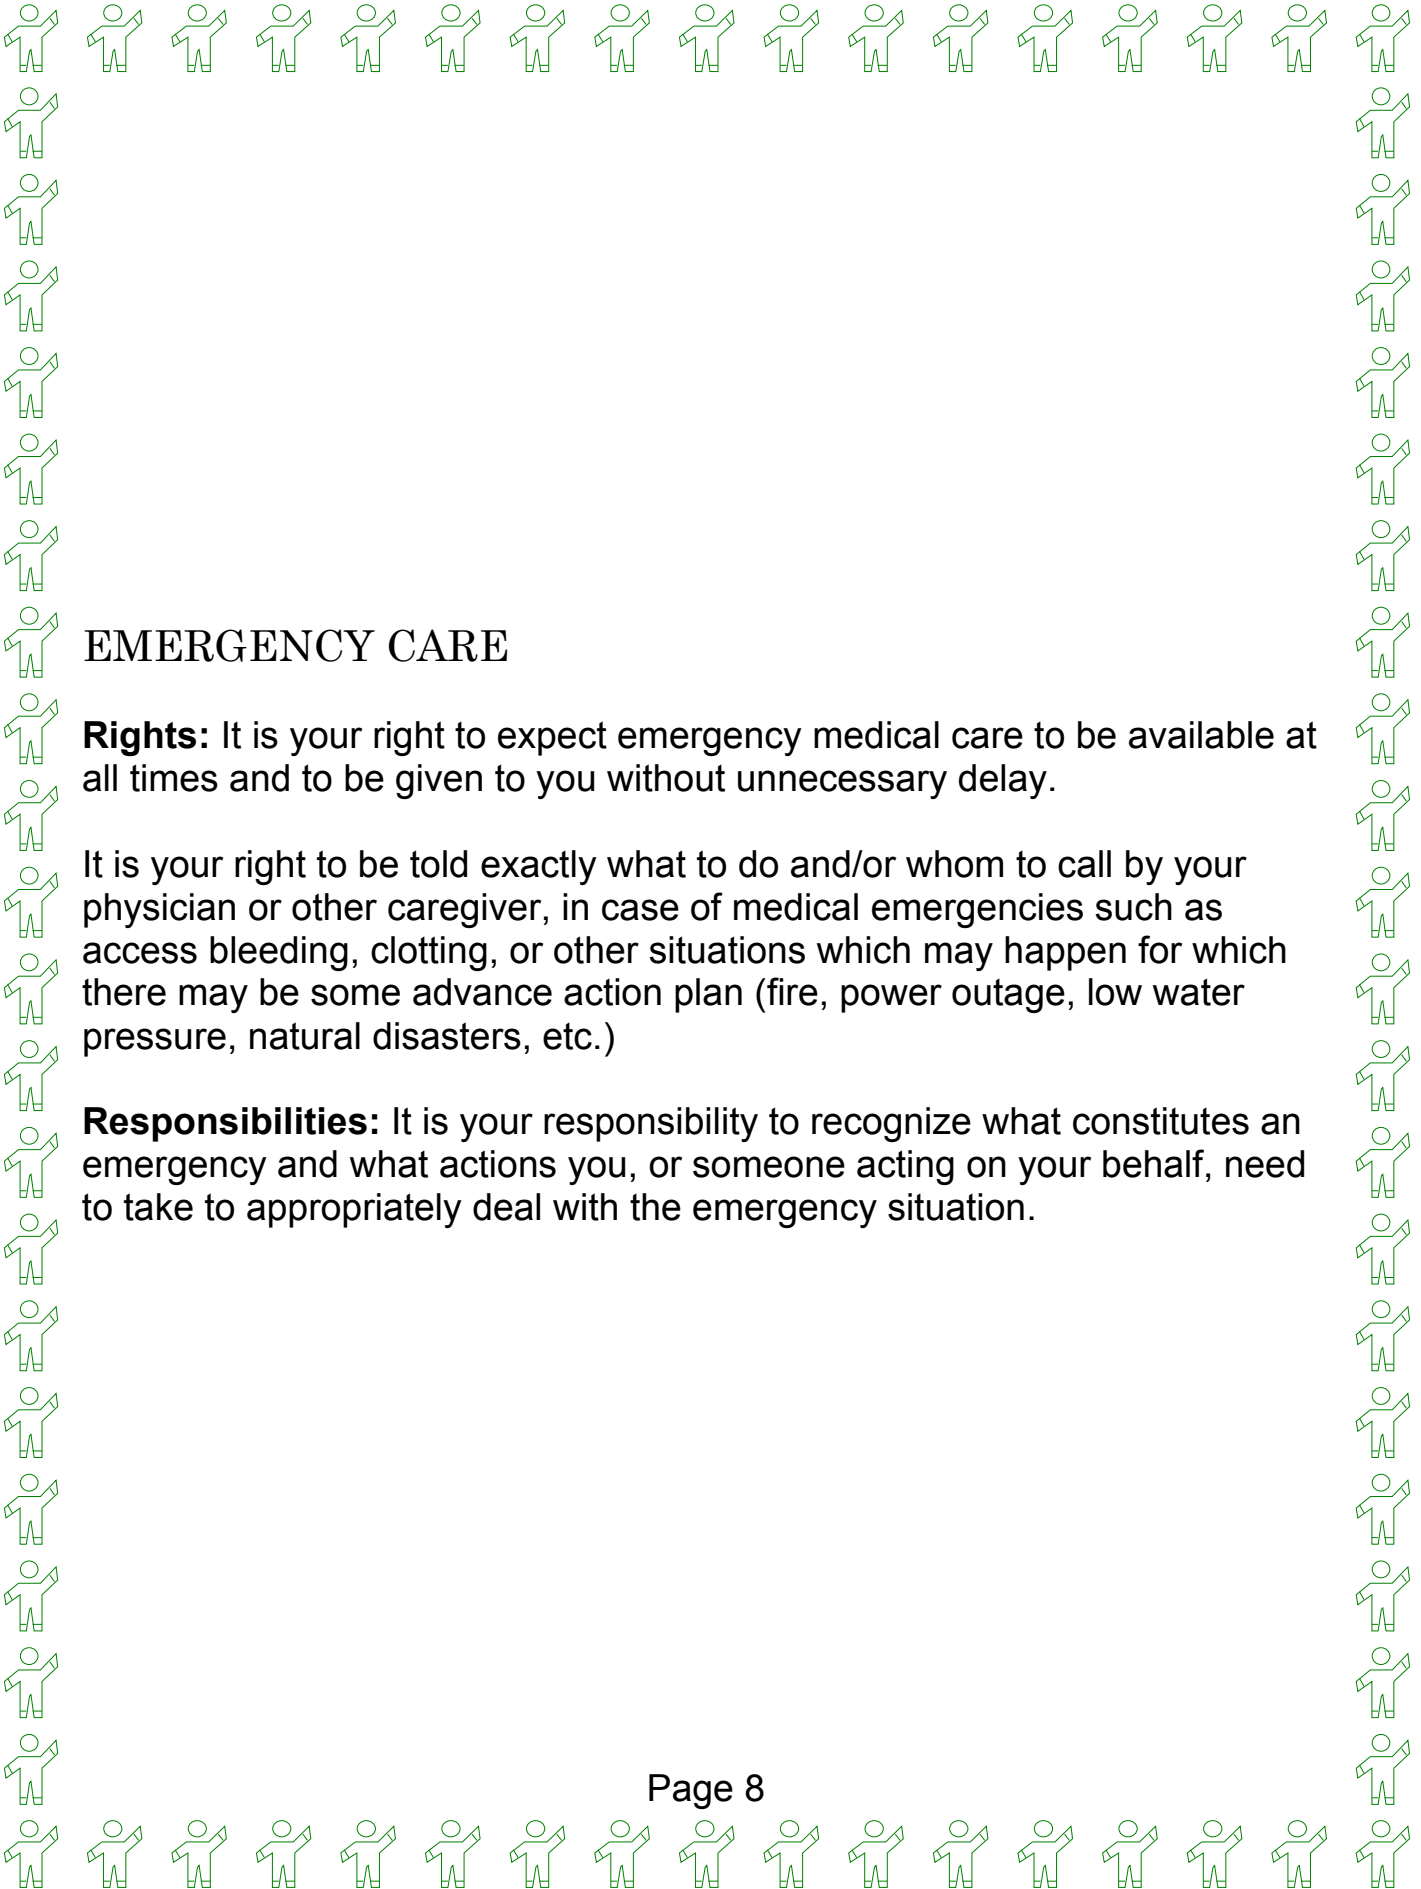 EMERGENCY CARE
Rights: It is your right to expect emergency medical care to be available at
all times and to be given to you without unnecessary delay.
It is your right to be told exactly what to do and/or whom to call by your
physician or other caregiver, in case of medical emergencies such as
access bleeding, clotting, or other situations which may happen for which
there may be some advance action plan (fire, power outage, low water
pressure, natural disasters, etc.)
Responsibilities: It is your responsibility to recognize what constitutes an
emergency and what actions you, or someone acting on your behalf, need
to take to appropriately deal with the emergency situation.
Page 8